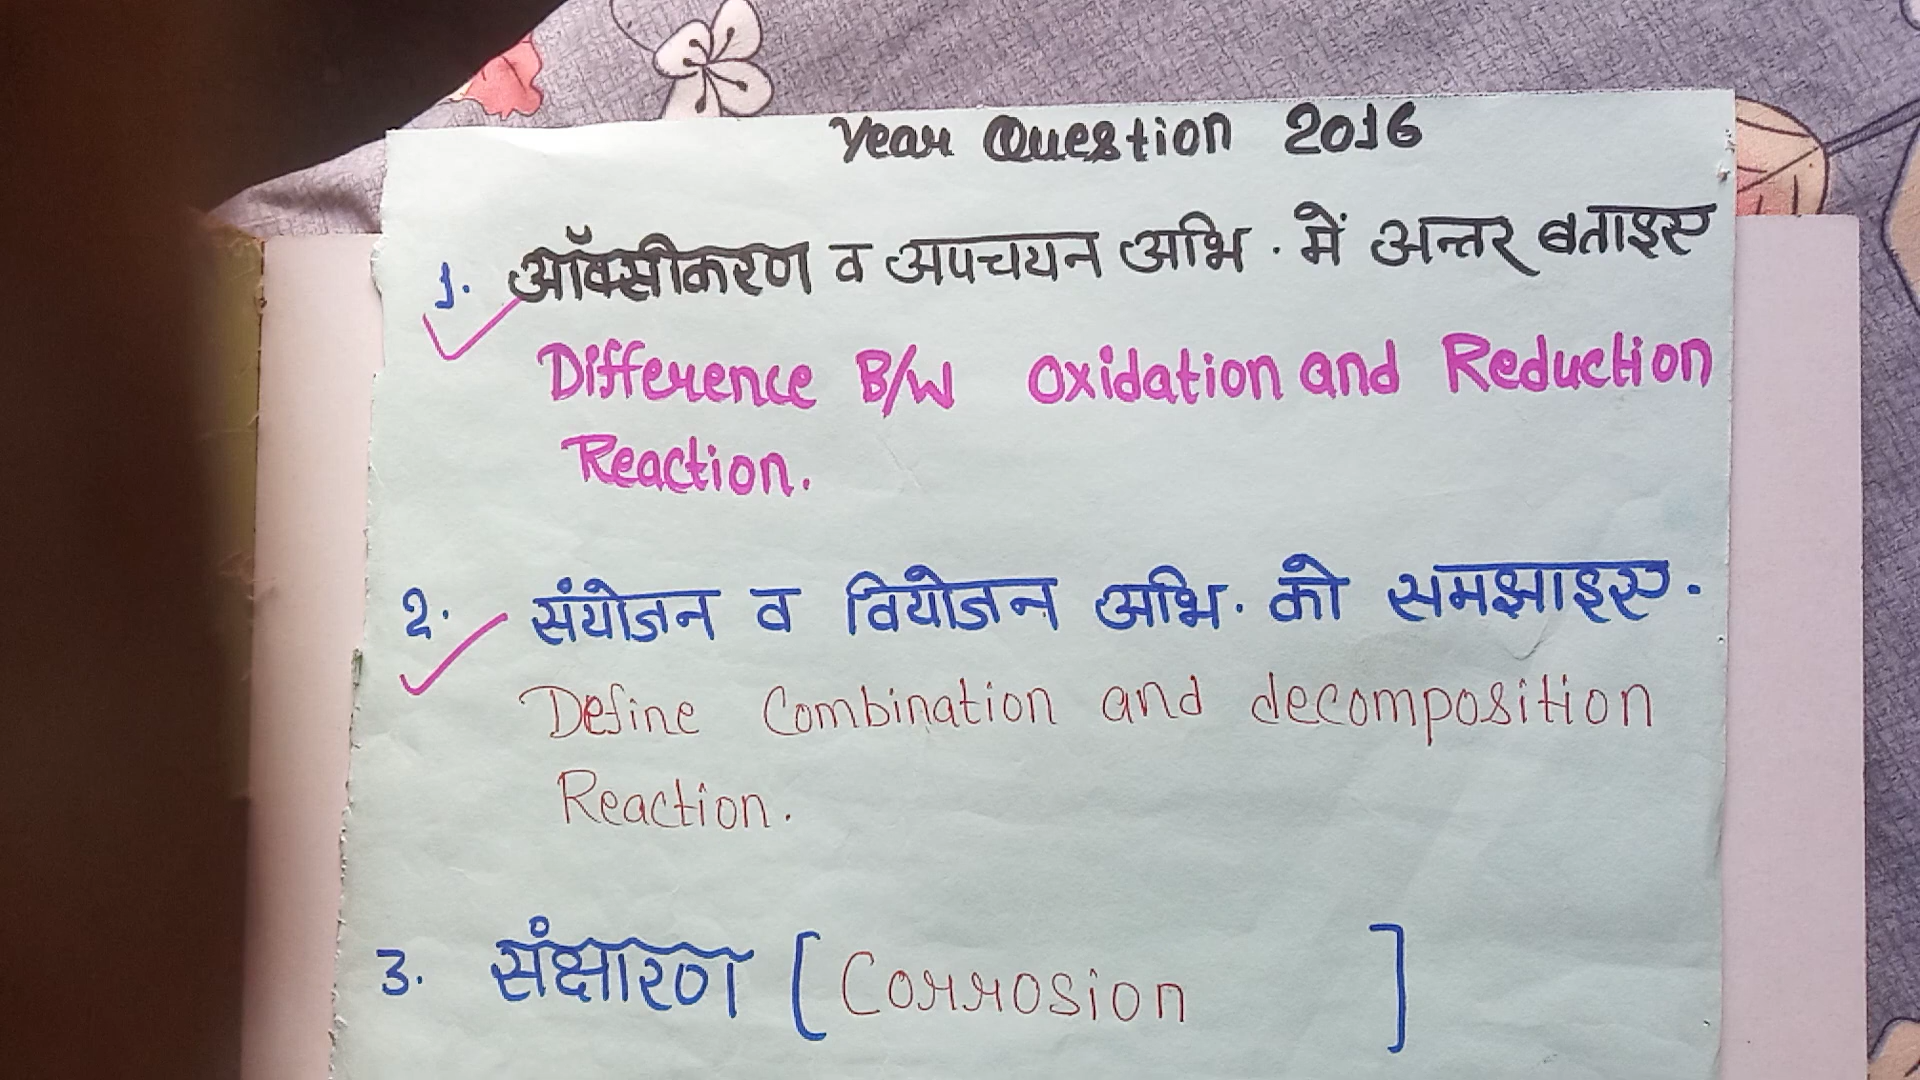 Year Question 2016
1. ऑक्सीकरण व अपचयन अभि. में अन्तर बताइए
Difference B/W Oxidation and Reduction
Reaction.
2. संयोजन व वियोजन अभि. को समझाइए.
Define Combination and decomposition
Reaction.
3. संक्षारण [Corrosion ]